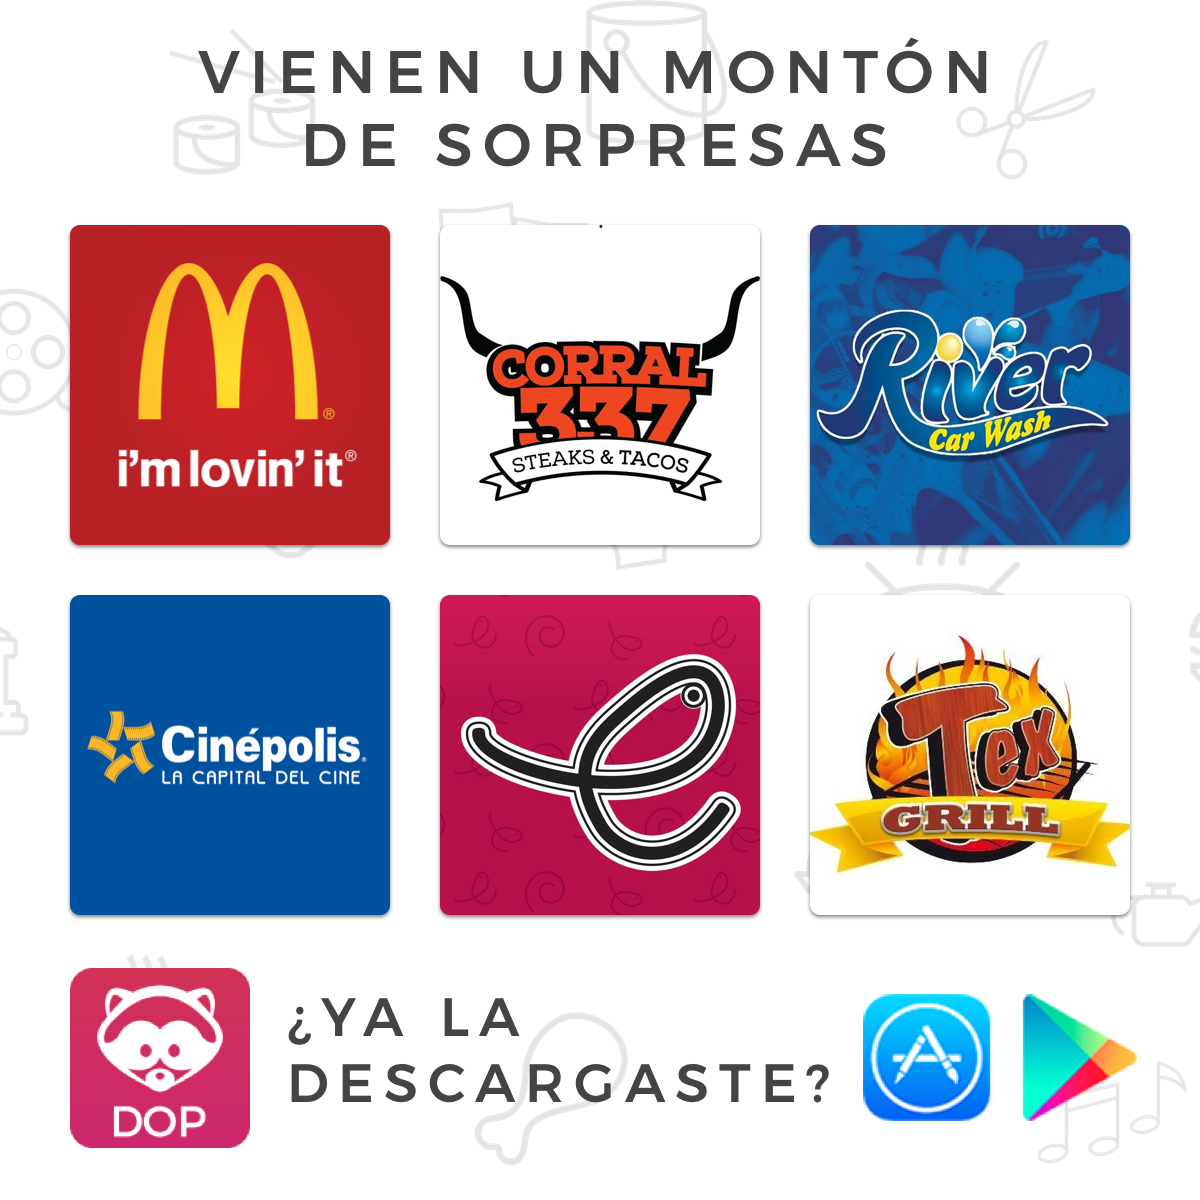 VIENEN UN MONTÓN
DE SORPRESAS
i'm lovin' it®
CORRAL
337
STEAKS & TACOS
River
Car Wash
Cinépolis®
LA CAPITAL DEL CINE
e
Tex
GRILL
DOP
¿YA LA
DESCARGASTE?